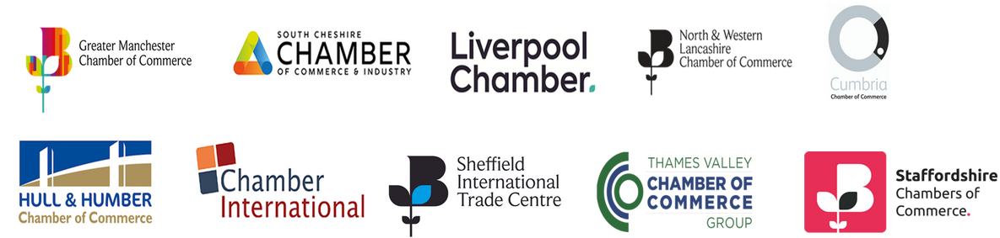 Greater Manchester
Chamber of Commerce
SOUTH CHESHIRE
CHAMBER
OF COMMERCE & INDUSTRY
Liverpool
Chamber.
North & Western
Lancashire
Chamber of Commerce
Cumbria
Chamber of Commerce
HULL & HUMBER
Chamber of Commerce
Chamber
International
Sheffield
International
Trade Centre
THAMES VALLEY
CHAMBER OF
COMMERCE
GROUP
Staffordshire
Chambers of
Commerce.